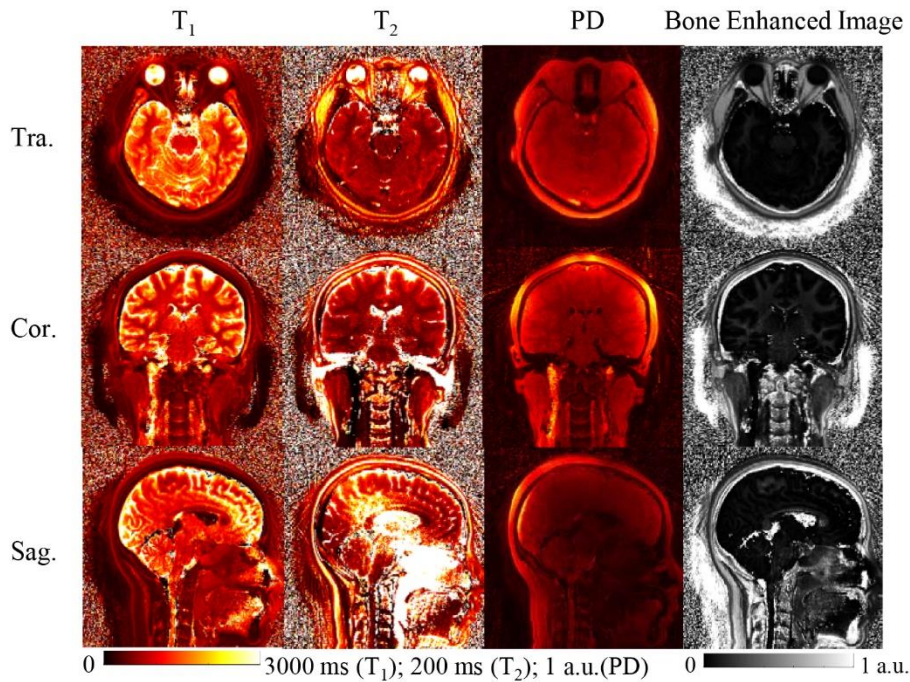 T₁ T₂ PD Bone Enhanced Image
Tra.
Cor.
Sag.
0 3000 ms (T₁); 200 ms (T₂); 1 a.u.(PD) 0 1 a.u.